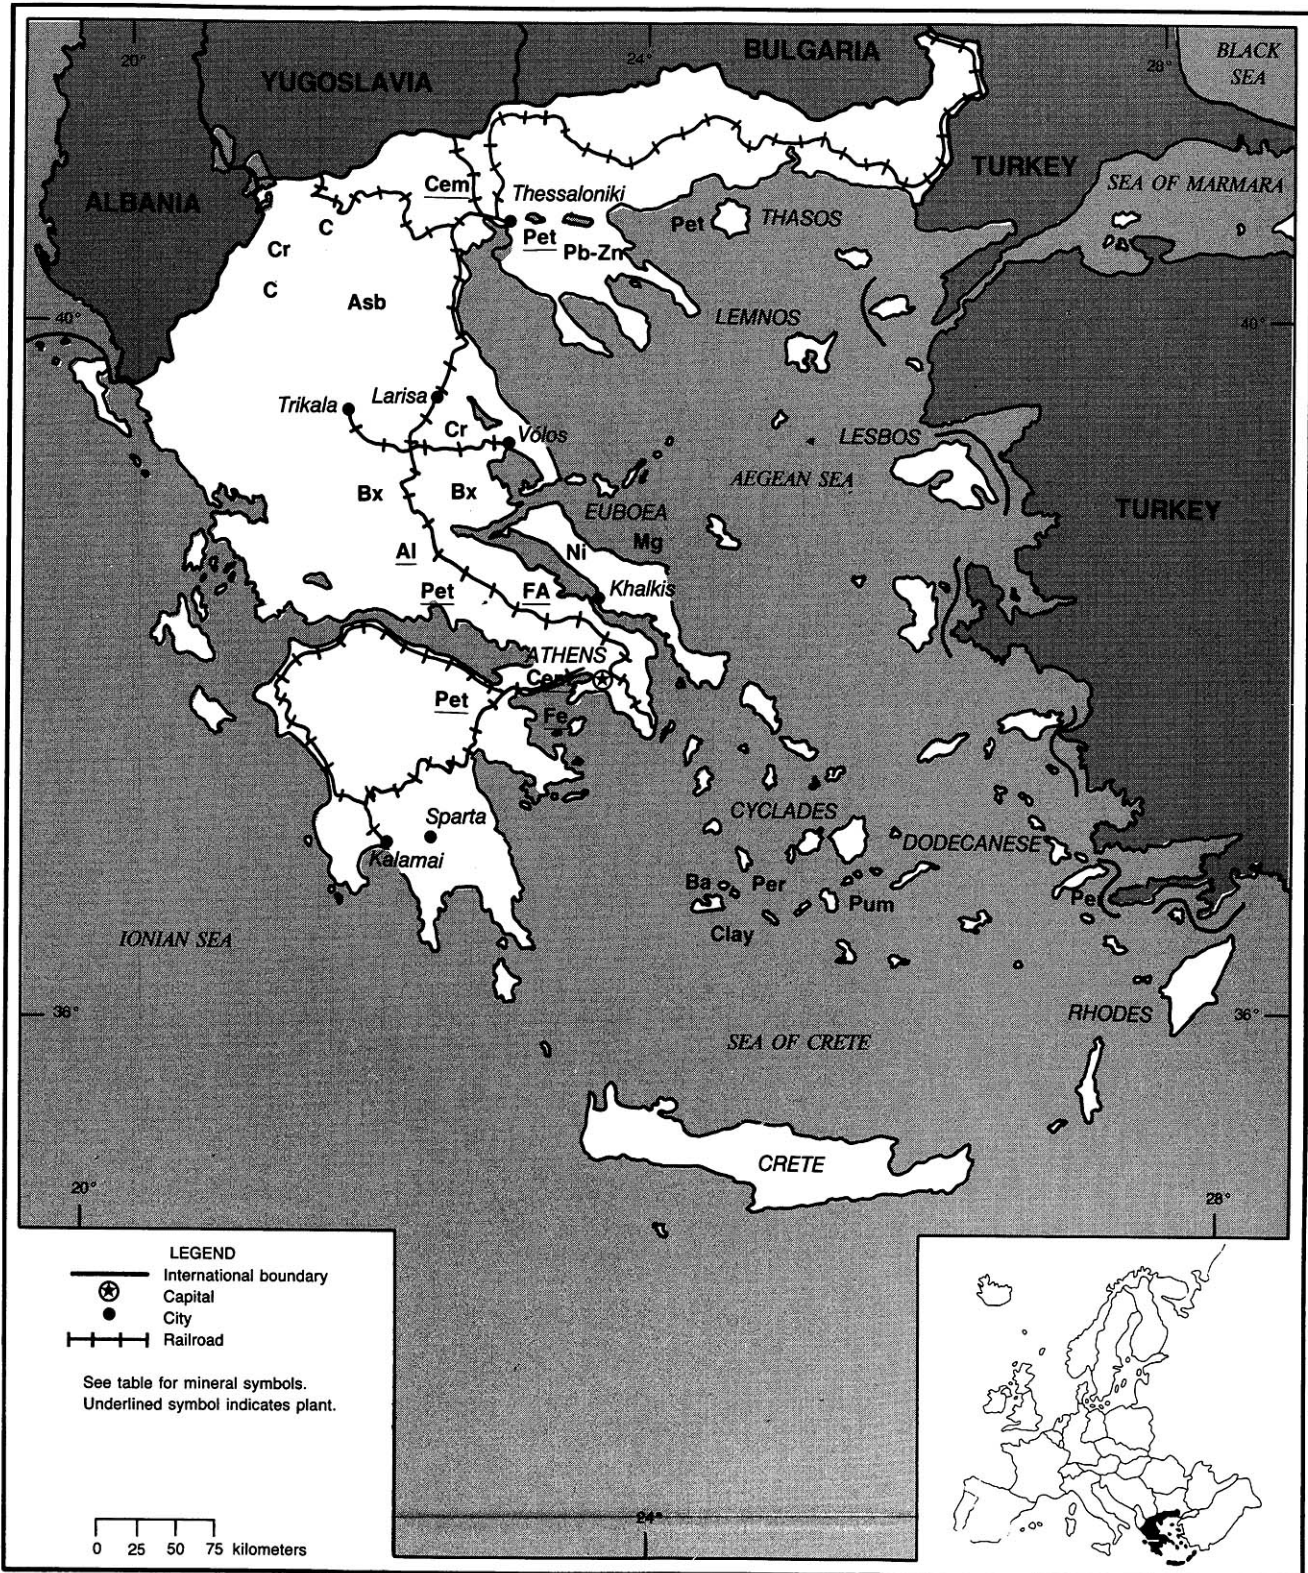 20°
24°
BULGARIA
28°
BLACK
SEA
YUGOSLAVIA
TURKEY
SEA OF MARMARA
ALBANIA
Cem
Thessaloniki
Pet
THASOS
C
Cr
Pet
Pb-Zn
C
Asb
40°
LEMNOS
40°
Trikala
Larisa
Cr
Vólos
LESBOS
AEGEAN SEA
Bx
Bx
EUBOEA
TURKEY
Al
Ni
Mg
Pet
FA
Khalkis
ATHENS
Cem
Pet
Fe
CYCLADES
Sparta
DODECANESE
Kalamai
Ba
Per
Pum
Clay
IONIAN SEA
36°
RHODES
36°
SEA OF CRETE
CRETE
20°
28°
LEGEND
International boundary
Capital
City
Railroad
See table for mineral symbols.
Underlined symbol indicates plant.
24°
0 25 50 75 kilometers